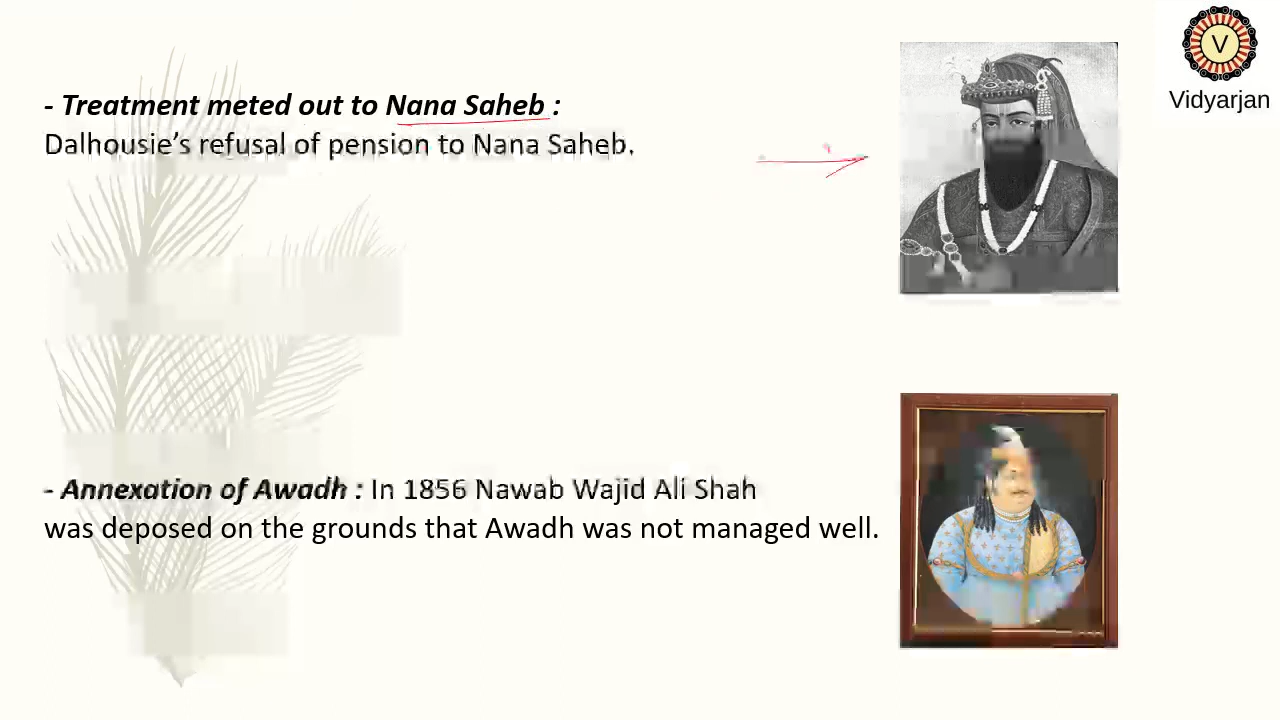 V
Vidyarjan
- Treatment meted out to Nana Saheb :
Dalhousie’s refusal of pension to Nana Saheb.
- Annexation of Awadh : In 1856 Nawab Wajid Ali Shah
was deposed on the grounds that Awadh was not managed well.